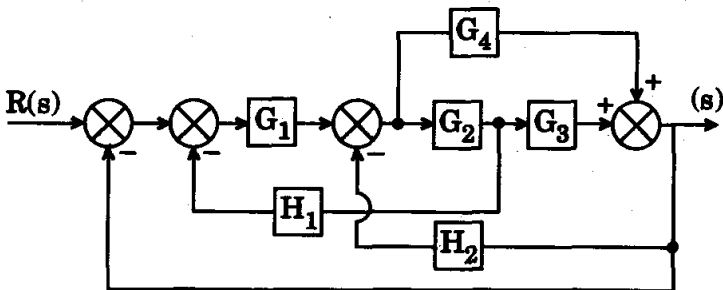 G₄
R(s)
(s)
+
+
G₁
G₂
G₃
−
−
−
H₁
H₂